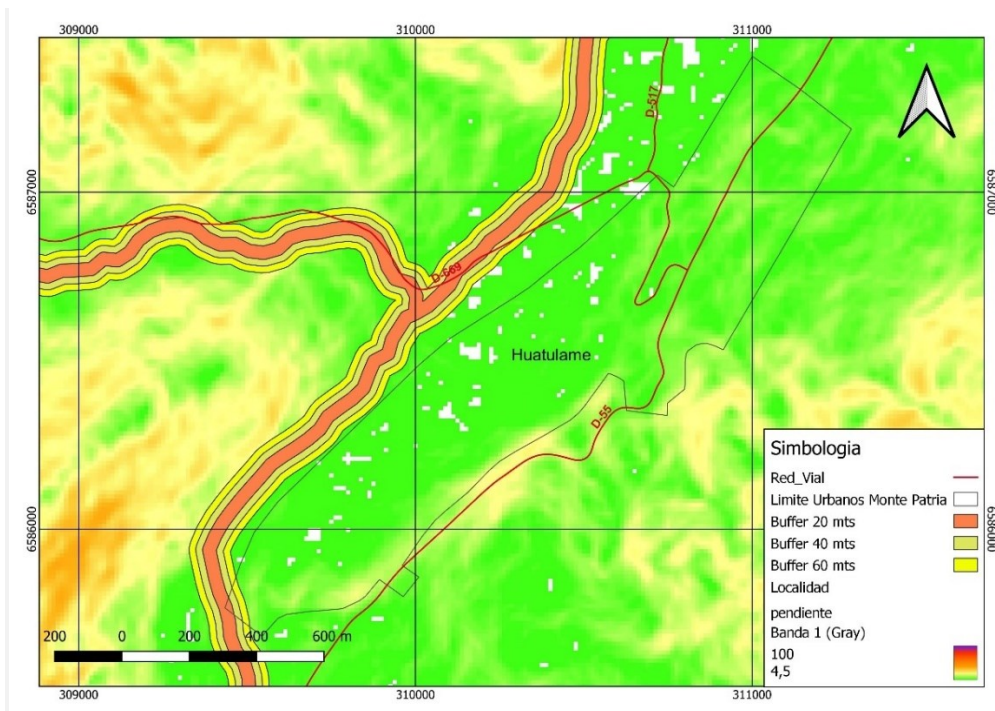 309000 310000 311000
D-517
6587000 6587000
D-669
Huatulame
D-55
6586000 6586000
Simbologia
Red_Vial
Limite Urbanos Monte Patria
Buffer 20 mts
Buffer 40 mts
Buffer 60 mts
Localidad
pendiente
Banda 1 (Gray)
100
4,5
200 0 200 400 600 m
309000 310000 311000